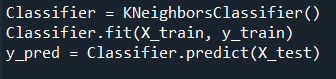 Classifier = KNeighborsClassifier()
Classifier.fit(X_train, y_train)
y_pred = Classifier.predict(X_test)